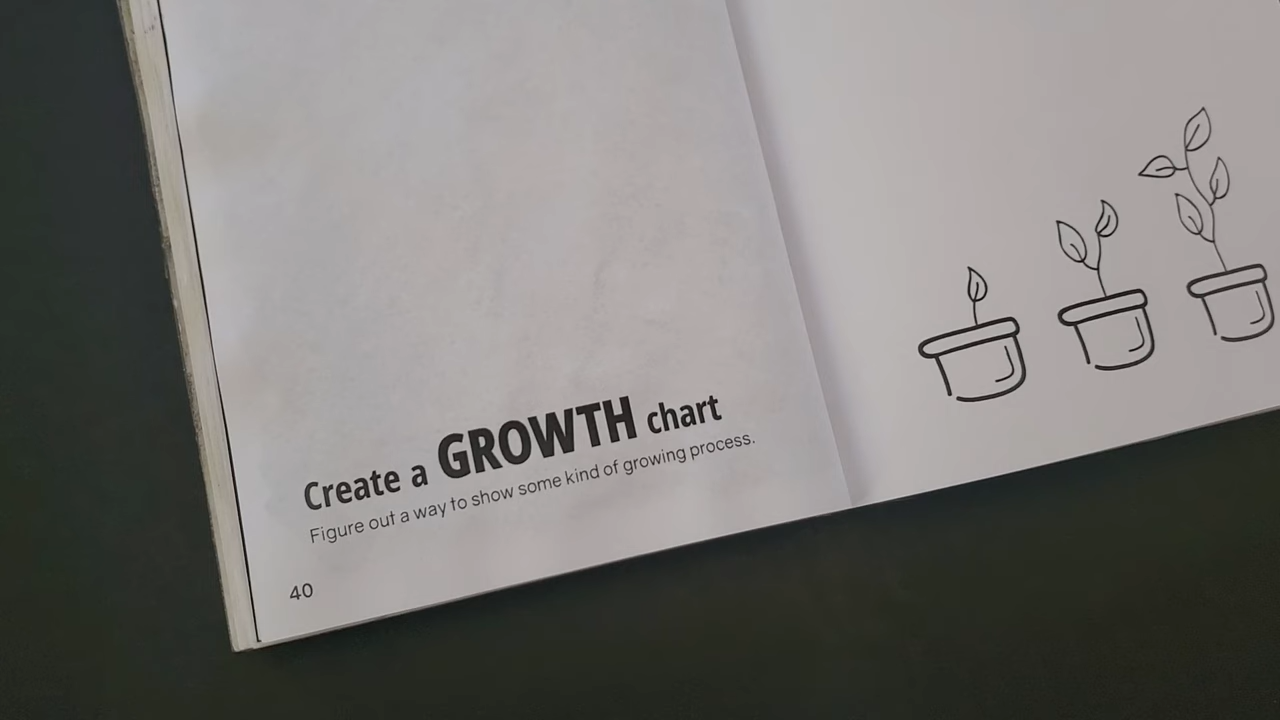 Create a GROWTH chart
Figure out a way to show some kind of growing process.
40